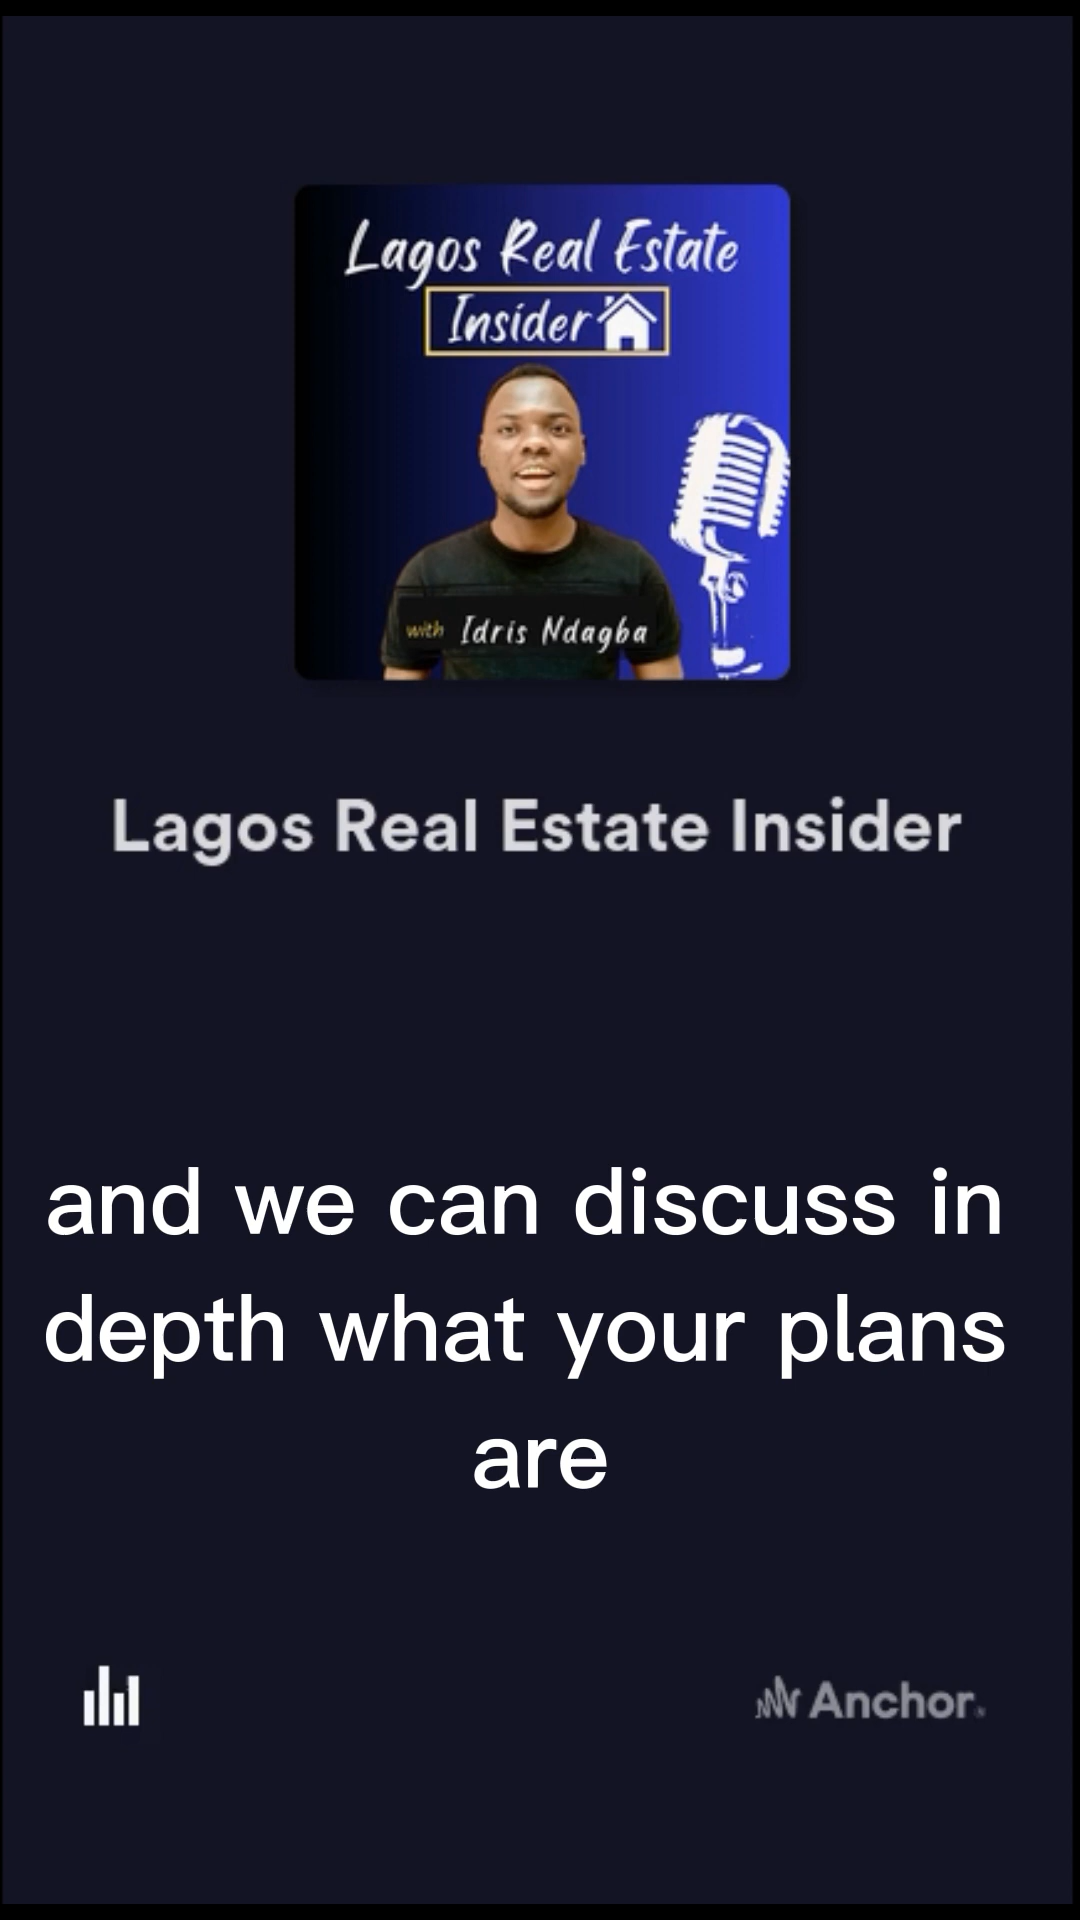 Lagos Real Estate
Insider
with Idris Ndagba
Lagos Real Estate Insider
and we can discuss in
depth what your plans
are
Anchor